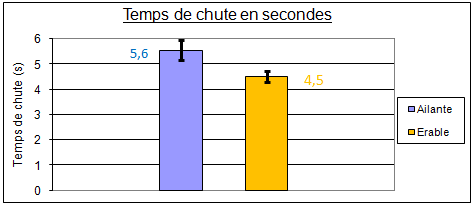 Temps de chute en secondes
Temps de chute (s)
6
5
4
3
2
1
0
5,6
4,5
Ailante
Erable